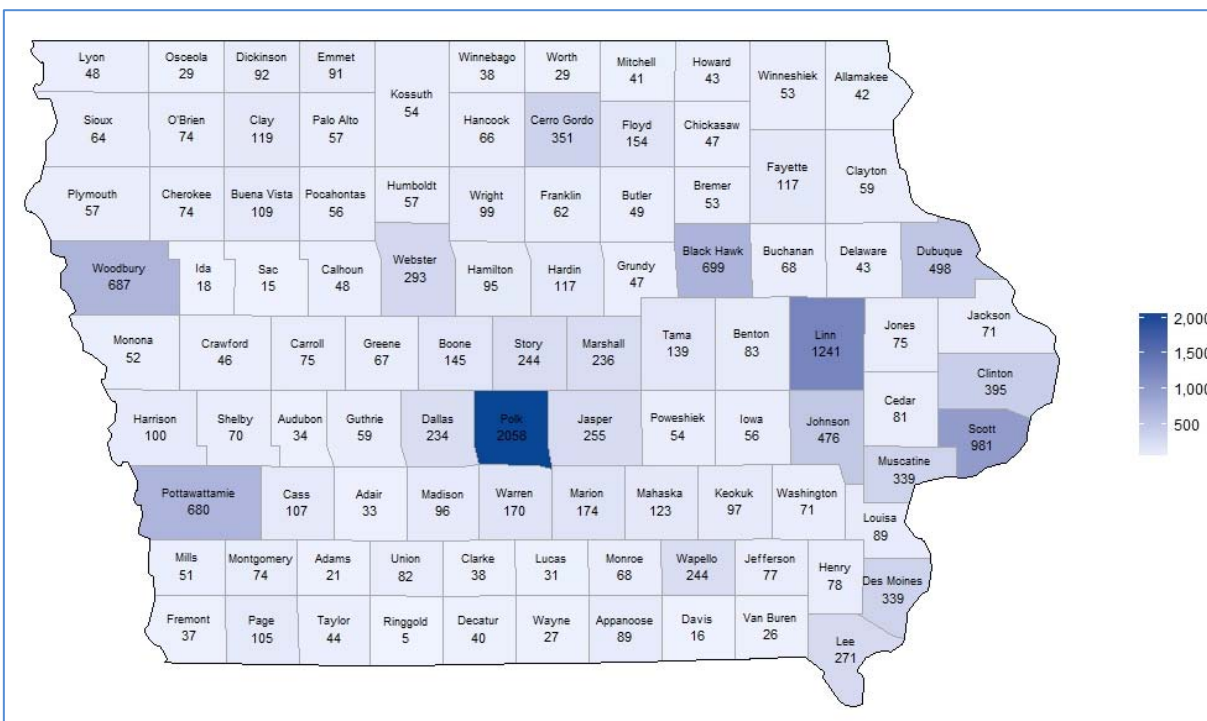 Lyon
48
Osceola
29
Dickinson
92
Emmet
91
Kossuth
54
Winnebago
38
Worth
29
Mitchell
41
Howard
43
Winneshiek
53
Allamakee
42
Sioux
64
O'Brien
74
Clay
119
Palo Alto
57
Hancock
66
Cerro Gordo
351
Floyd
154
Chickasaw
47
Fayette
117
Clayton
59
Plymouth
57
Cherokee
74
Buena Vista
109
Pocahontas
56
Humboldt
57
Wright
99
Franklin
62
Butler
49
Bremer
53
Woodbury
687
Ida
18
Sac
15
Calhoun
48
Webster
293
Hamilton
95
Hardin
117
Grundy
47
Black Hawk
699
Buchanan
68
Delaware
43
Dubuque
498
Monona
52
Crawford
46
Carroll
75
Greene
67
Boone
145
Story
244
Marshall
236
Tama
139
Benton
83
Linn
1241
Jones
75
Jackson
71
Clinton
395
Harrison
100
Shelby
70
Audubon
34
Guthrie
59
Dallas
234
Polk
2058
Jasper
255
Poweshiek
54
Iowa
56
Johnson
476
Cedar
81
Scott
981
Muscatine
339
Pottawattamie
680
Cass
107
Adair
33
Madison
96
Warren
170
Marion
174
Mahaska
123
Keokuk
97
Washington
71
Louisa
89
Mills
51
Montgomery
74
Adams
21
Union
82
Clarke
38
Lucas
31
Monroe
68
Wapello
244
Jefferson
77
Henry
78
Des Moines
339
Fremont
37
Page
105
Taylor
44
Ringgold
5
Decatur
40
Wayne
27
Appanoose
89
Davis
16
Van Buren
26
Lee
271
2,000
1,500
1,000
500